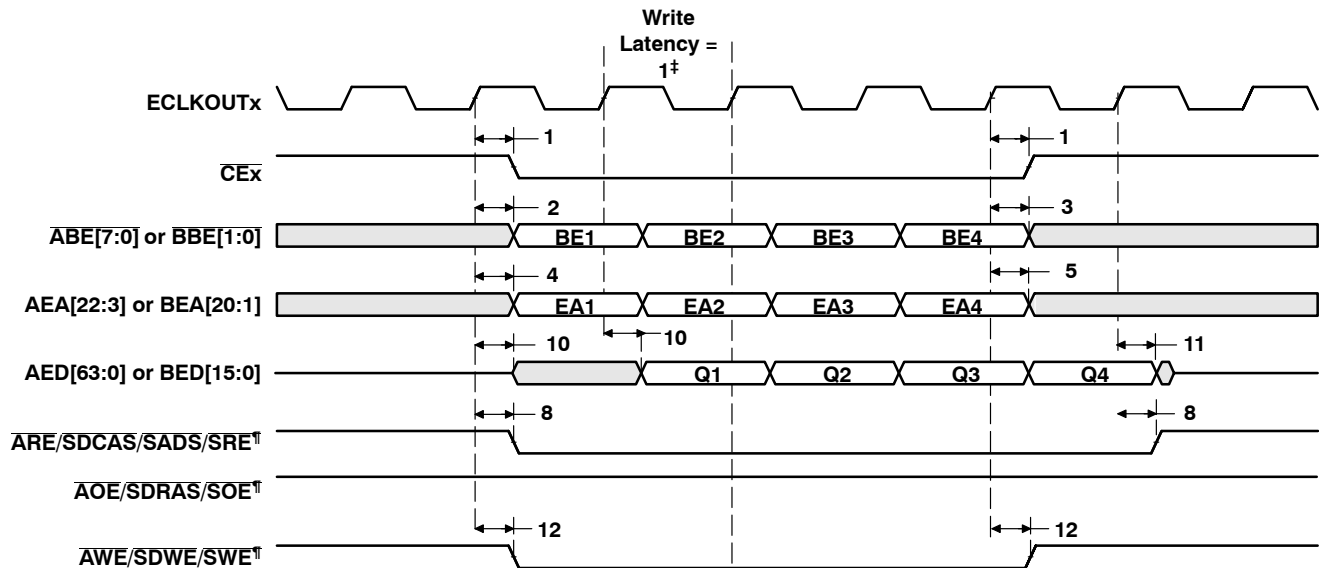 Write
Latency =
1‡
ECLKOUTx
1 1
CEx
2 3
ABE[7:0] or BBE[1:0]
BE1 BE2 BE3 BE4
4 5
AEA[22:3] or BEA[20:1]
EA1 EA2 EA3 EA4
10 10 11
AED[63:0] or BED[15:0]
Q1 Q2 Q3 Q4
8 8
ARE/SDCAS/SADS/SRE¶
AOE/SDRAS/SOE¶
12 12
AWE/SDWE/SWE¶